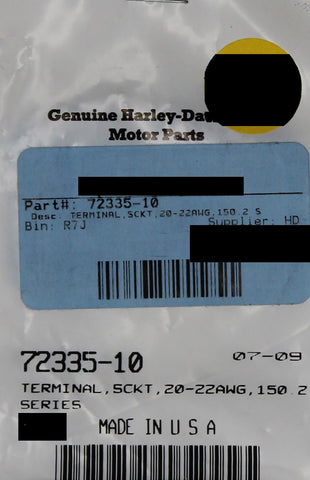 Genuine Harley-Da
Motor Parts
Part#: 72335-10
Desc: TERMINAL,SCKT,20-22AWG,150.2 S
Bin: R7J Supplier: HD
72335-10 07-09
TERMINAL,SCKT,20-22AWG,150.2
SERIES
MADE IN U S A